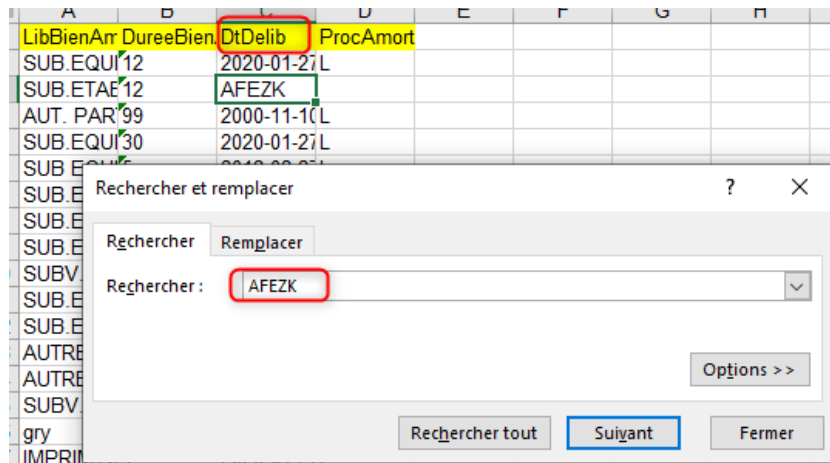 A B C D E F G H
LibBienAm DureeBien. DtDelib ProcAmort
SUB.EQUI 12 2020-01-27 L
SUB.ETAE 12 AFEZK
AUT. PAR 99 2000-11-10 L
SUB.EQUI 30 2020-01-27 L
SUB
Rechercher et remplacer ? ×
SUB.E
SUB.E
Rechercher Remplacer
SUB.E
SUBV.
Rechercher : AFEZK
SUB.E
SUB.E
AUTRE
Options >>
AUTRE
SUBV.
gry
Rechercher tout Suivant Fermer